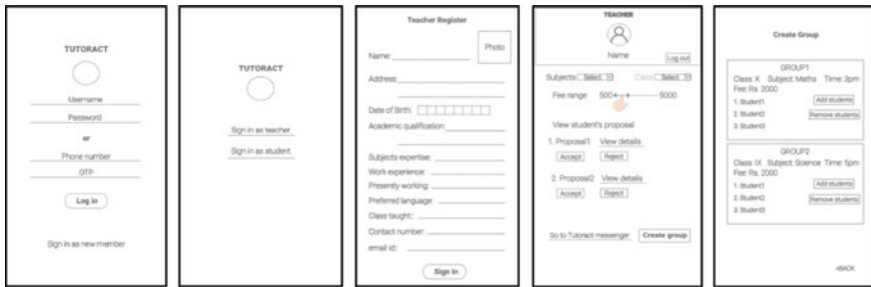 TUTORACT
Username
Password
or
Phone number
OTP
Log in
Sign in as new member
TUTORACT
Sign in as teacher
Sign in as student
Teacher Register
Photo
Name:
Address:
Date of Birth:
Academic qualification:
Subjects expertise:
Work experience:
Presently working:
Preferred language:
Class taught:
Contact number:
email id:
Sign in
TEACHER
Name
Log out
Subjects Select Class Select
Fee range 500 5000
View student's proposal
1. Proposal1 View details
Accept Reject
2. Proposal2 View details
Accept Reject
Go to Tutoract messenger Create group
Create Group
GROUP1
Class: X Subject: Maths Time: 3pm
Fee: Rs. 2000
1. Student1 Add students
2. Student2 Remove students
3. Student3
GROUP2
Class: IX Subject: Science Time: 5pm
Fee: Rs. 2000
1. Student1 Add students
2. Student2 Remove students
3. Student3
<BACK